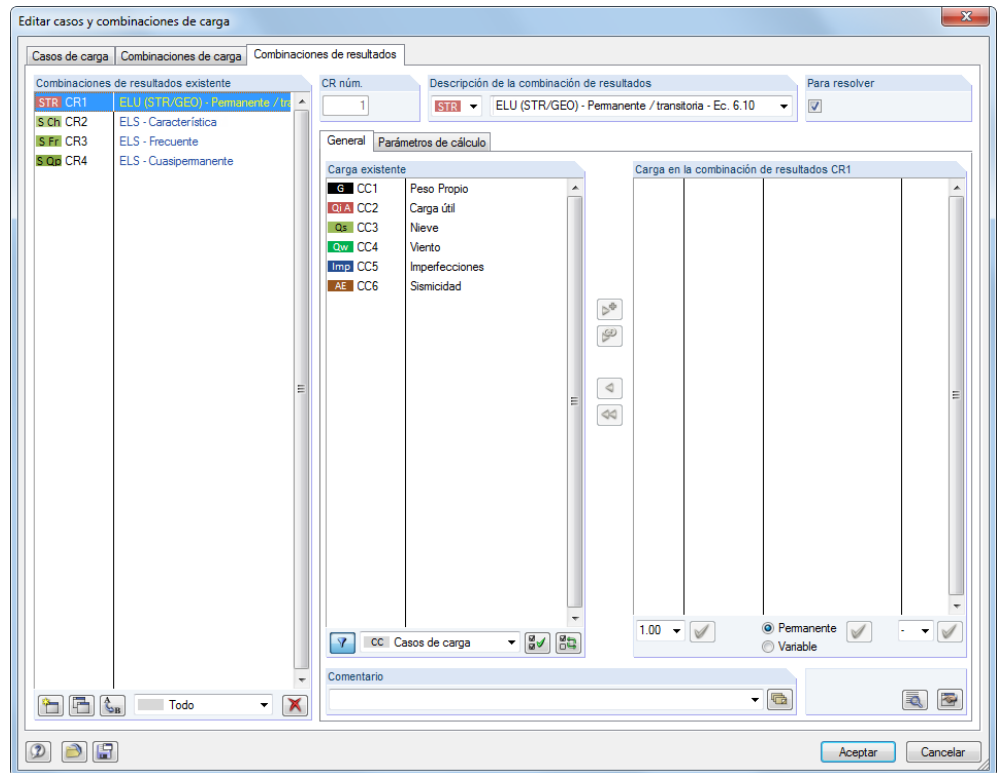 Editar casos y combinaciones de carga
Casos de carga
Combinaciones de carga
Combinaciones de resultados
Combinaciones de resultados existente
STR CR1 ELU (STR/GEO) - Permanente / tra
S Ch CR2 ELS - Característica
S Fr CR3 ELS - Frecuente
S Qp CR4 ELS - Cuasipermanente
Todo
CR núm.
1
Descripción de la combinación de resultados
STR ELU (STR/GEO) - Permanente / transitoria - Ec. 6.10
Para resolver
General
Parámetros de cálculo
Carga existente
G CC1 Peso Propio
Qi A CC2 Carga útil
Qs CC3 Nieve
Qw CC4 Viento
Imp CC5 Imperfecciones
AE CC6 Sismicidad
CC Casos de carga
Carga en la combinación de resultados CR1
1.00
Permanente
Variable
-
Comentario
Aceptar
Cancelar